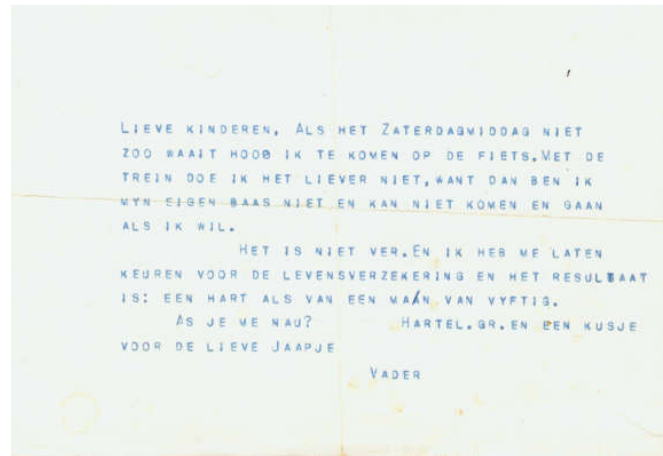 LIEVE KINDEREN, ALS HET ZATERDAGMIDDAG NIET
ZOO WAAIT HOOP IK TE KOMEN OP DE FIETS.MET DE
TREIN DOE IK HET LIEVER NIET,WANT DAN BEN IK
MYN EIGEN BAAS NIET EN KAN NIET KOMEN EN GAAN
ALS IK WIL.
HET IS NIET VER.EN IK HEB ME LATEN
KEUREN VOOR DE LEVENSVERZEKERING EN HET RESULTAAT
IS: EEN HART ALS VAN EEN MAN VAN VYFTIG.
AS JE ME NAU? HARTEL.GR.EN EEN KUSJE
VOOR DE LIEVE JAAPJE
VADER